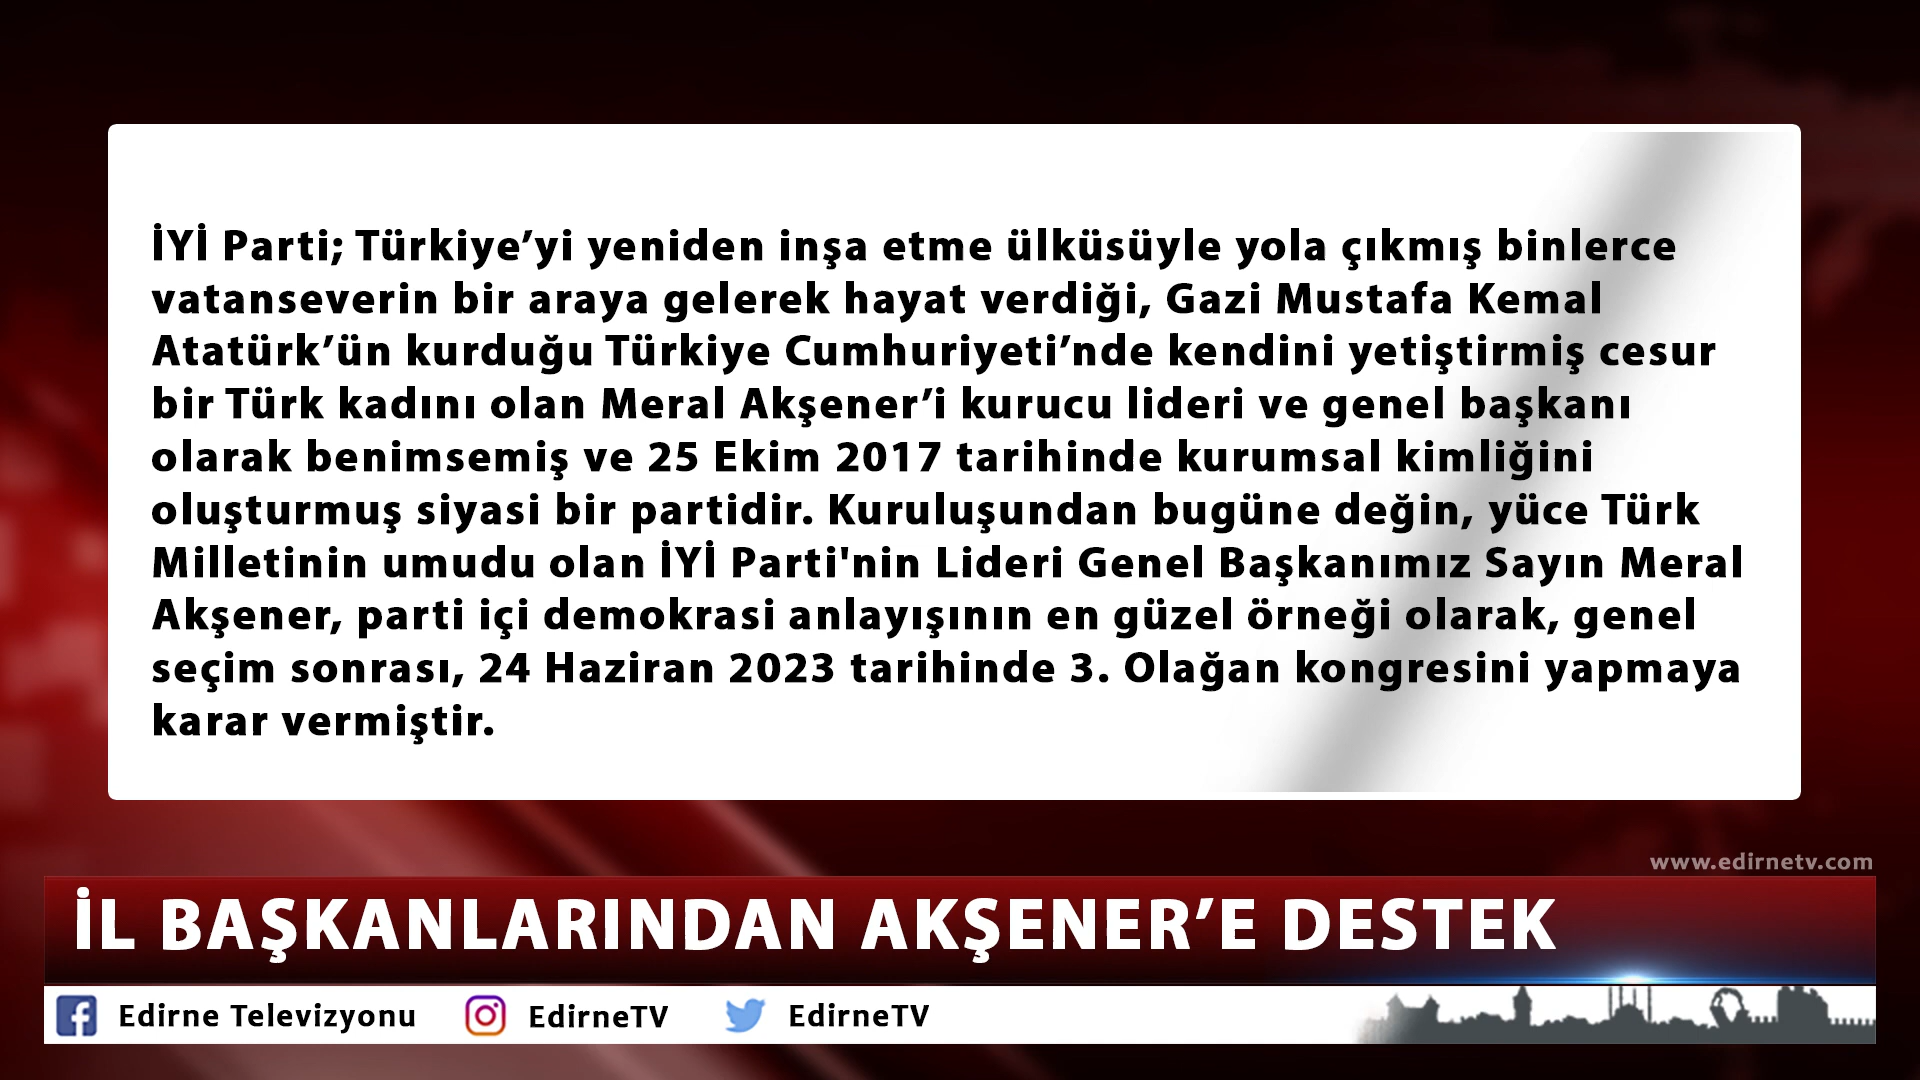 İYİ Parti; Türkiye’yi yeniden inşa etme ülküsüyle yola çıkmış binlerce
vatanseverin bir araya gelerek hayat verdiği, Gazi Mustafa Kemal
Atatürk’ün kurduğu Türkiye Cumhuriyeti’nde kendini yetiştirmiş cesur
bir Türk kadını olan Meral Akşener’i kurucu lideri ve genel başkanı
olarak benimsemiş ve 25 Ekim 2017 tarihinde kurumsal kimliğini
oluşturmuş siyasi bir partidir. Kuruluşundan bugüne değin, yüce Türk
Milletinin umudu olan İYİ Parti'nin Lideri Genel Başkanımız Sayın Meral
Akşener, parti içi demokrasi anlayışının en güzel örneği olarak, genel
seçim sonrası, 24 Haziran 2023 tarihinde 3. Olağan kongresini yapmaya
karar vermiştir.
www.edirnetv.com
İL BAŞKANLARINDAN AKŞENER’E DESTEK
Edirne Televizyonu EdirneTV EdirneTV